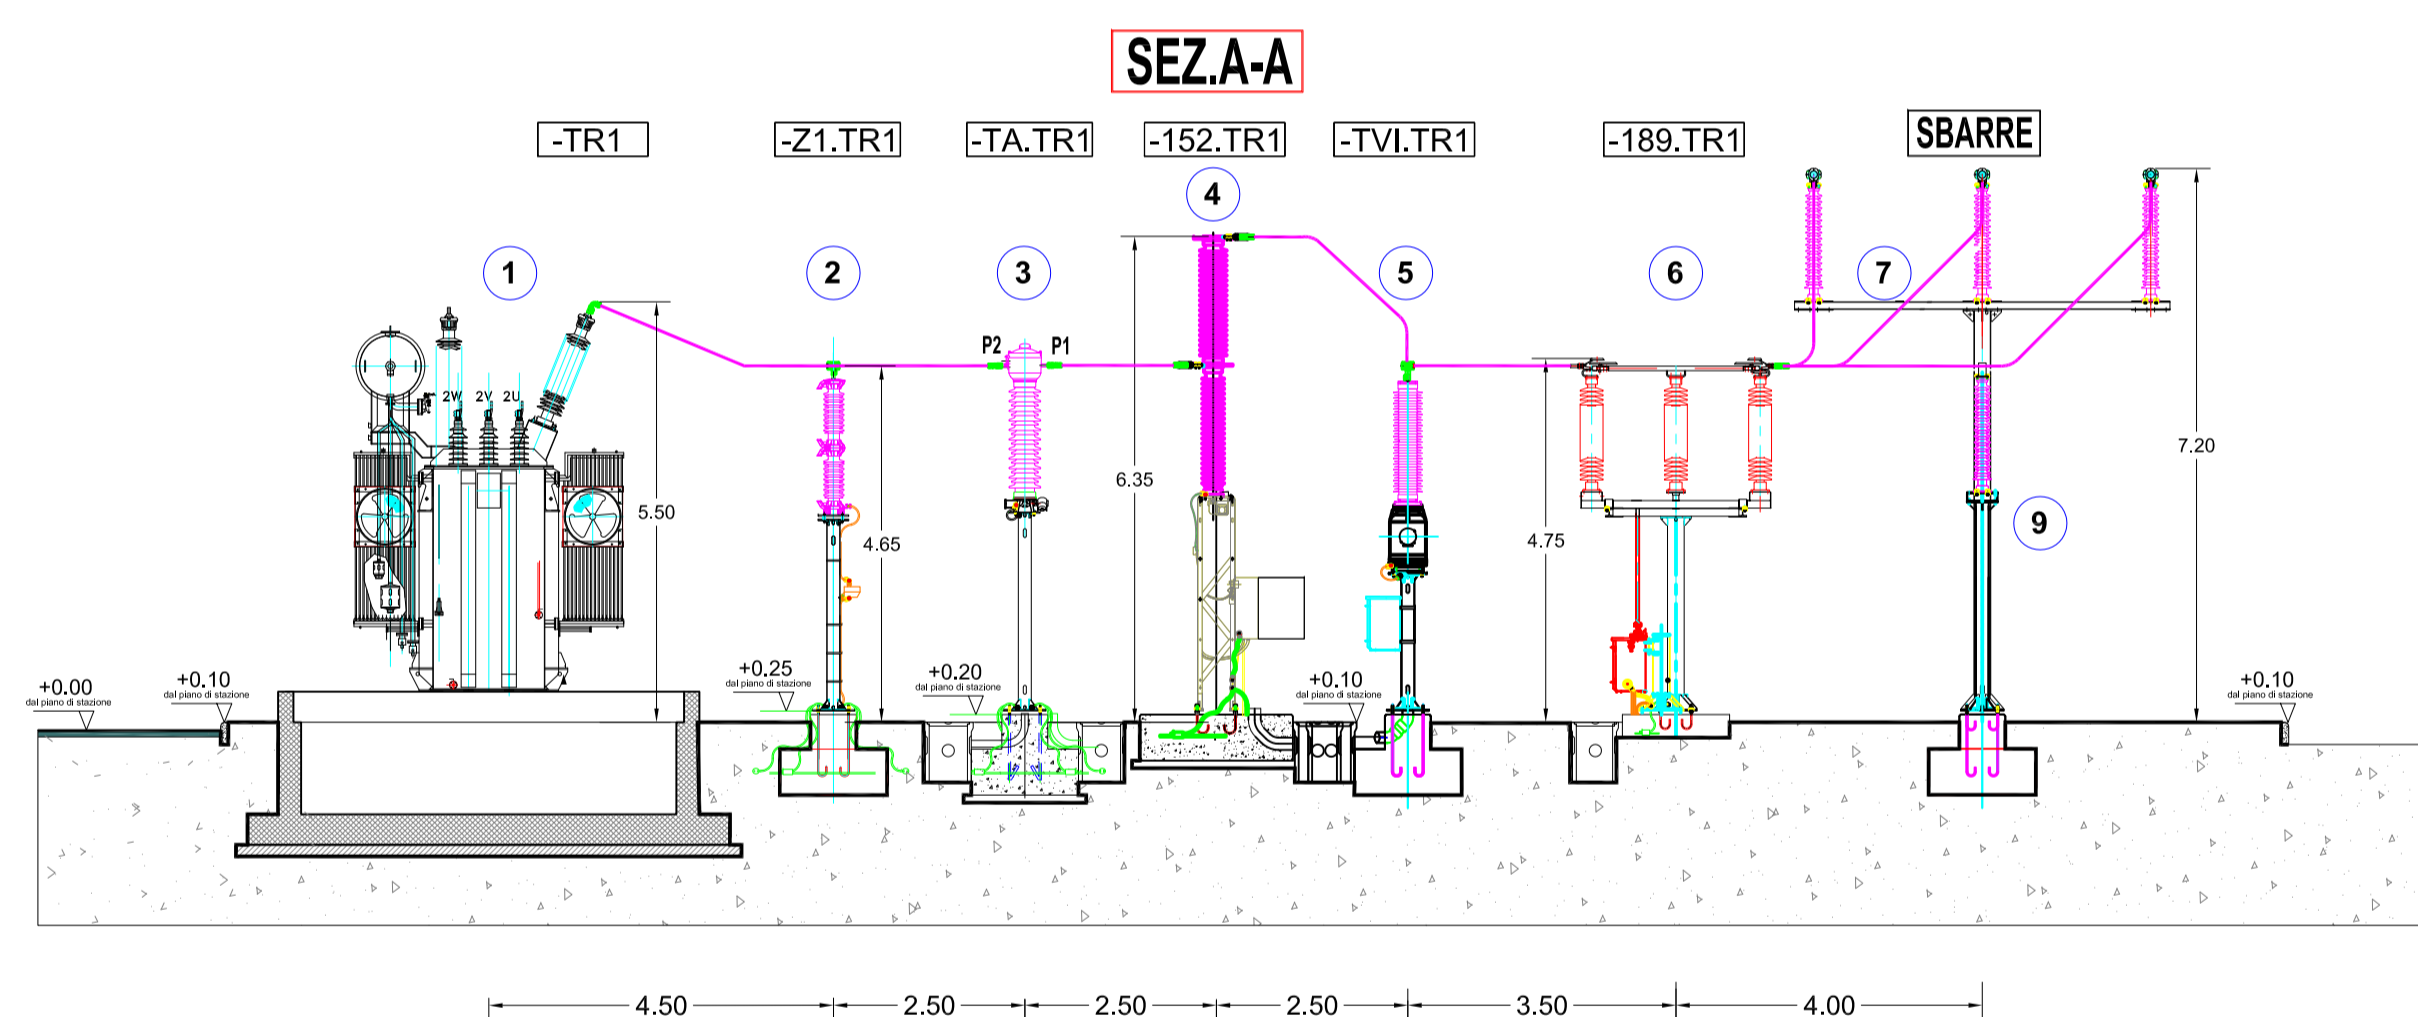 SEZ.A-A
-TR1
-Z1.TR1
-TA.TR1
-152.TR1
-TVI.TR1
-189.TR1
SBARRE
1
2
3
4
5
6
7
9
P2
P1
2W
2V
2U
5.50
4.65
6.35
4.75
7.20
+0.00
dal piano di stazione
+0.10
dal piano di stazione
+0.25
dal piano di stazione
+0.20
dal piano di stazione
+0.10
dal piano di stazione
+0.10
dal piano di stazione
4.50
2.50
2.50
2.50
3.50
4.00